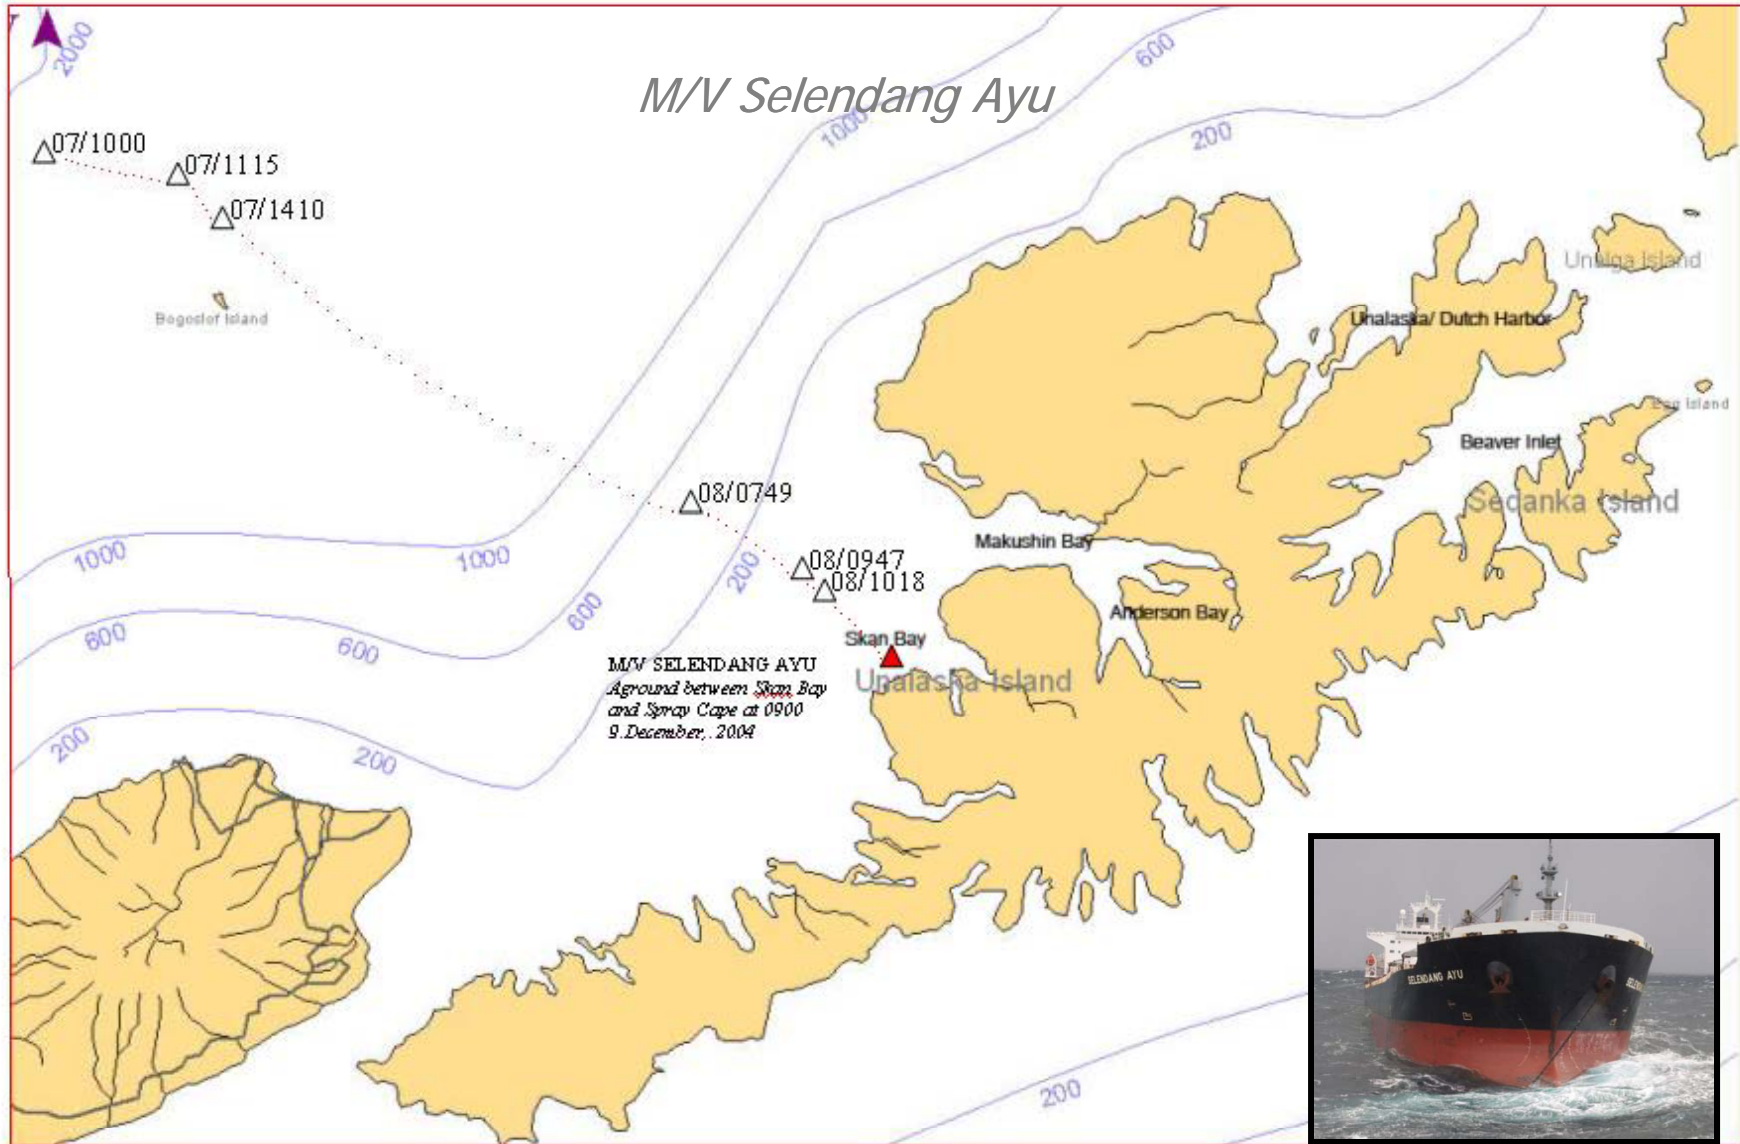 2000
M/V Selendang Ayu
600
1000
200
07/1000
07/1115
07/1410
Bogoslof Island
Unalga Island
Unalaska/ Dutch Harbor
Egg Island
Beaver Inlet
Sedanka Island
08/0749
Makushin Bay
1000
1000
200
08/0947
08/1018
600
Anderson Bay
600
600
Skan Bay
M/V SELENDANG AYU
Aground between Skan Bay
and Spray Cape at 0900
9 December,. 2004
Unalaska Island
200
200
200
SELENDANG AYU